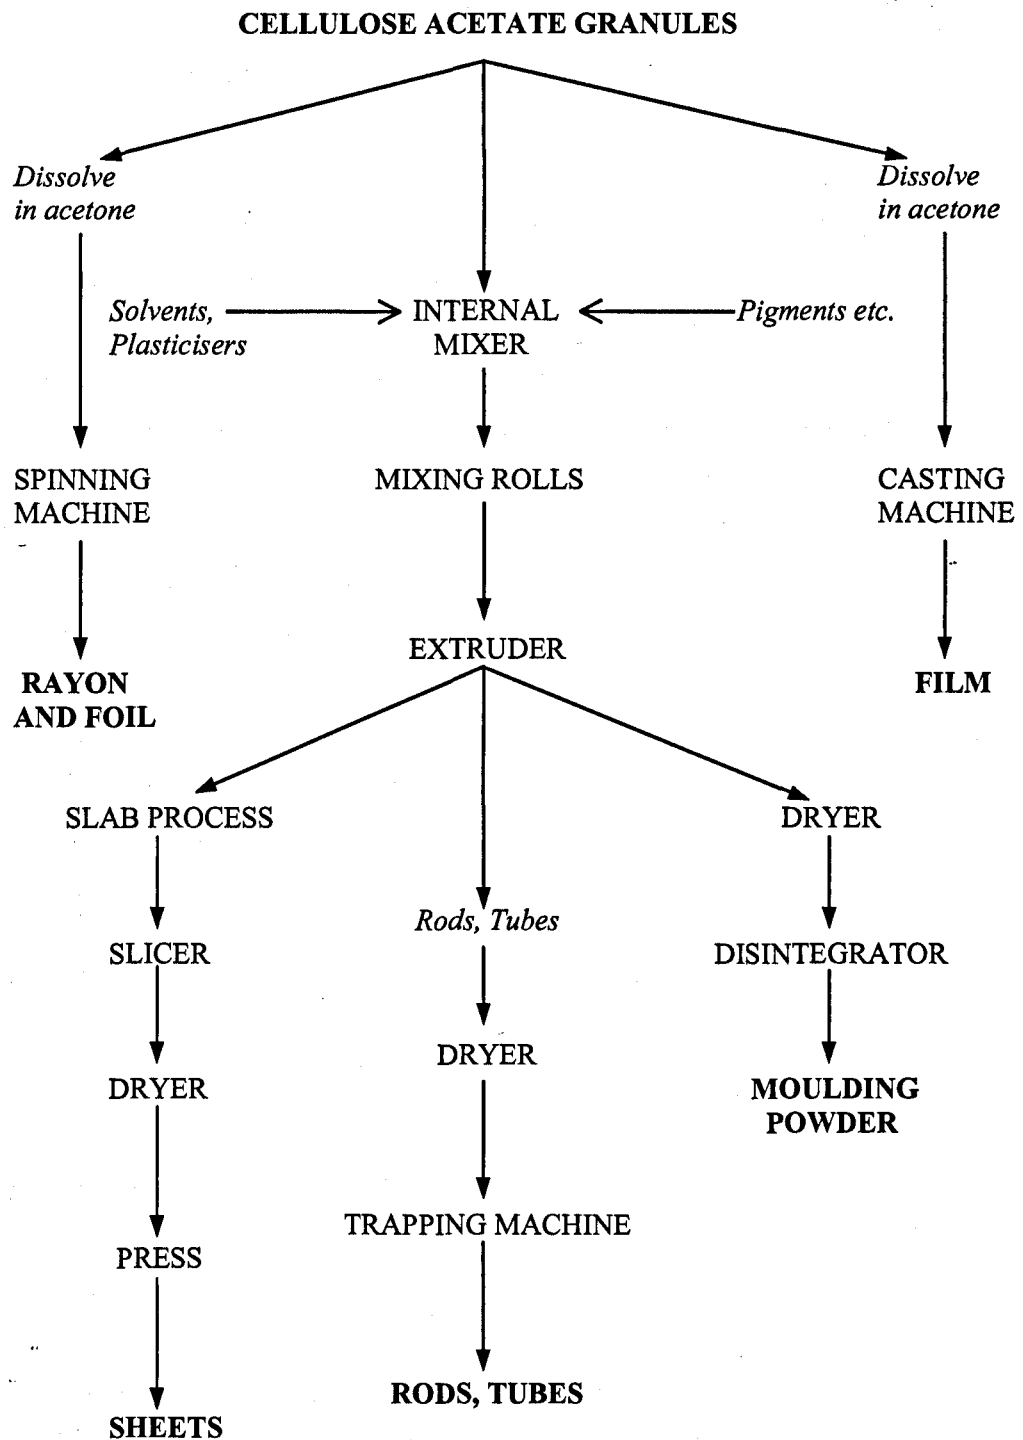 CELLULOSE ACETATE GRANULES
Dissolve
in acetone
Dissolve
in acetone
Solvents,
Plasticisers
INTERNAL
MIXER
Pigments etc.
SPINNING
MACHINE
MIXING ROLLS
CASTING
MACHINE
EXTRUDER
RAYON
AND FOIL
FILM
SLAB PROCESS
DRYER
Rods, Tubes
SLICER
DISINTEGRATOR
DRYER
DRYER
MOULDING
POWDER
TRAPPING MACHINE
PRESS
RODS, TUBES
SHEETS